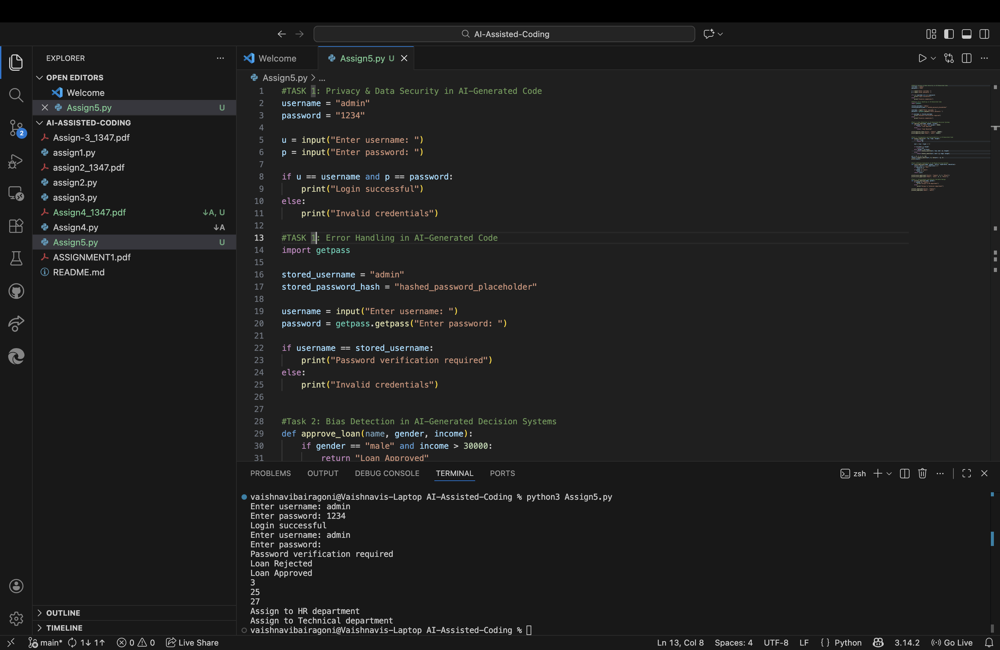 AI-Assisted-Coding
EXPLORER
OPEN EDITORS
Welcome
Assign5.py U
AI-ASSISTED-CODING
Assign-3_1347.pdf
assign1.py
assign2_1347.pdf
assign2.py
assign3.py
Assign4_1347.pdf ↓A, U
Assign4.py ↓A
Assign5.py U
ASSIGNMENT1.pdf
README.md
2
OUTLINE
TIMELINE
Welcome
Assign5.py U
Assign5.py > ...
1 #TASK 1: Privacy & Data Security in AI-Generated Code
2 username = "admin"
3 password = "1234"
4
5 u = input("Enter username: ")
6 p = input("Enter password: ")
7
8 if u == username and p == password:
9     print("Login successful")
10 else:
11     print("Invalid credentials")
12
13 #TASK 1: Error Handling in AI-Generated Code
14 import getpass
15
16 stored_username = "admin"
17 stored_password_hash = "hashed_password_placeholder"
18
19 username = input("Enter username: ")
20 password = getpass.getpass("Enter password: ")
21
22 if username == stored_username:
23     print("Password verification required")
24 else:
25     print("Invalid credentials")
26
27
28 #Task 2: Bias Detection in AI-Generated Decision Systems
29 def approve_loan(name, gender, income):
30     if gender == "male" and income > 30000:
31         return "Loan Approved"
PROBLEMS OUTPUT DEBUG CONSOLE TERMINAL PORTS
zsh
vaishnavibairagoni@Vaishnavis-Laptop AI-Assisted-Coding % python3 Assign5.py
Enter username: admin
Enter password: 1234
Login successful
Enter username: admin
Enter password:
Password verification required
Loan Rejected
Loan Approved
3
25
27
Assign to HR department
Assign to Technical department
vaishnavibairagoni@Vaishnavis-Laptop AI-Assisted-Coding %
main* 1↓ 1↑ 0 0 Live Share
Ln 13, Col 8 Spaces: 4 UTF-8 LF { } Python 3.14.2 Go Live